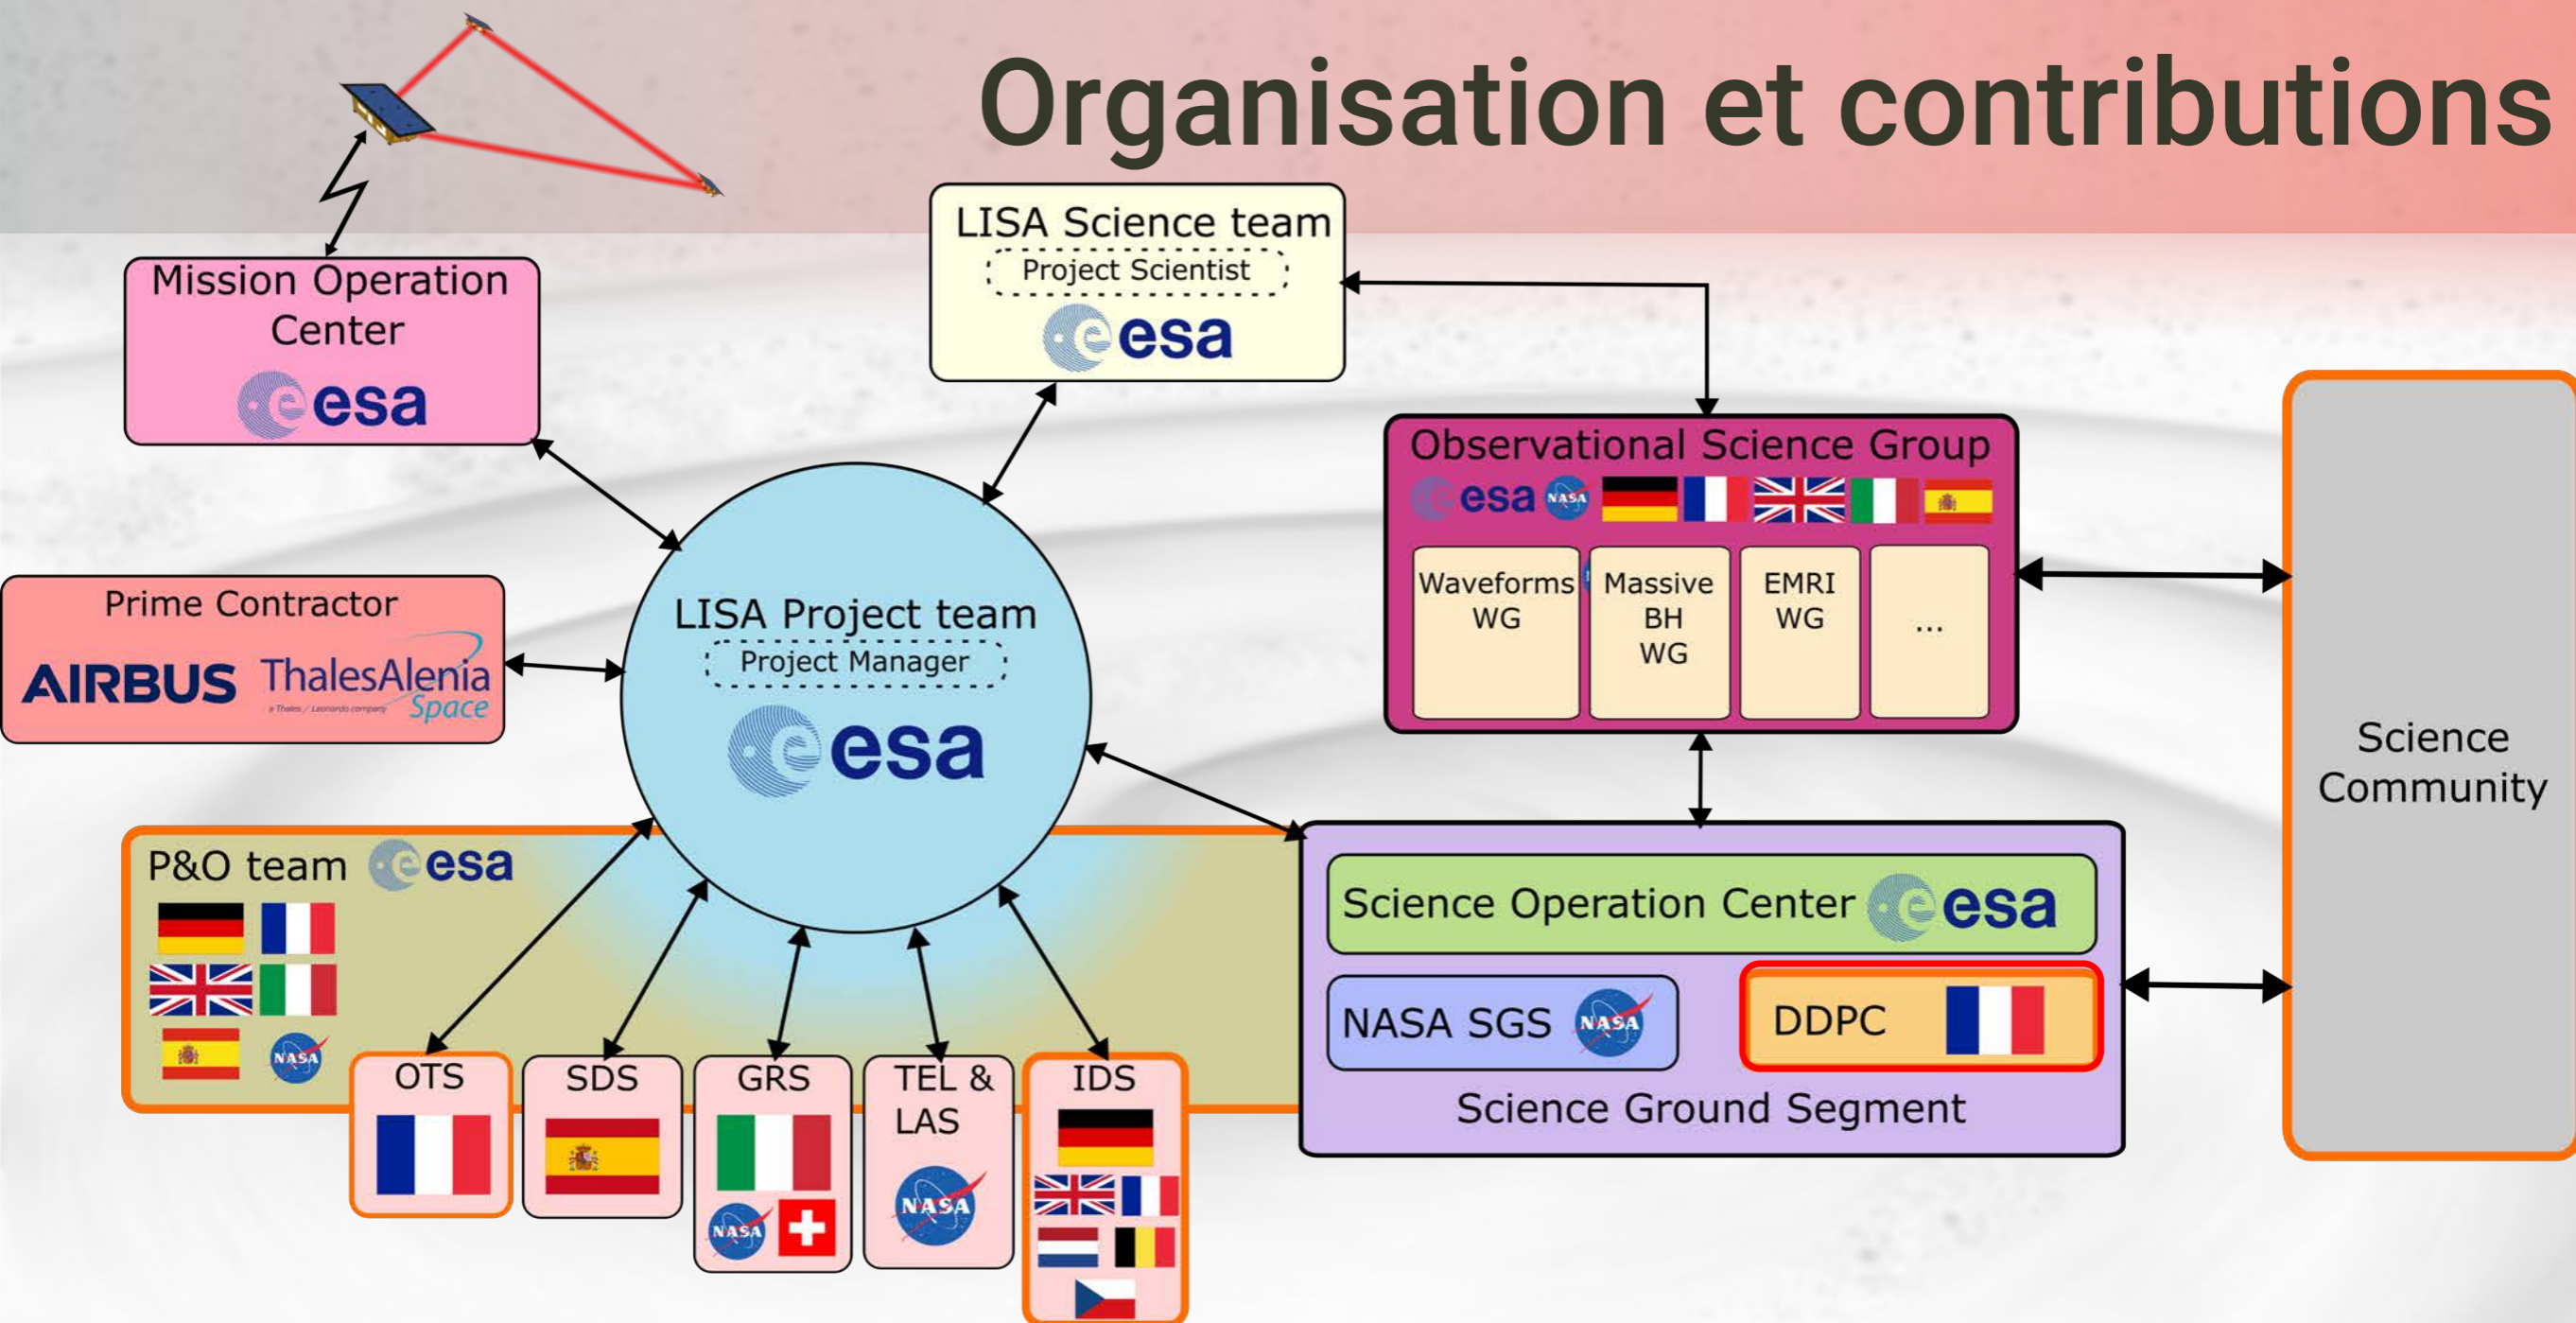 Organisation et contributions
LISA Science team
Project Scientist
esa
Mission Operation
Center
esa
Observational Science Group
esa NASA
Waveforms
WG
Massive
BH
WG
EMRI
WG
...
Prime Contractor
AIRBUS ThalesAlenia
a Thales / Leonardo company Space
LISA Project team
Project Manager
esa
Science
Community
P&O team esa
NASA
Science Operation Center esa
NASA SGS NASA
DDPC
Science Ground Segment
OTS
SDS
GRS
NASA
TEL &
LAS
NASA
IDS